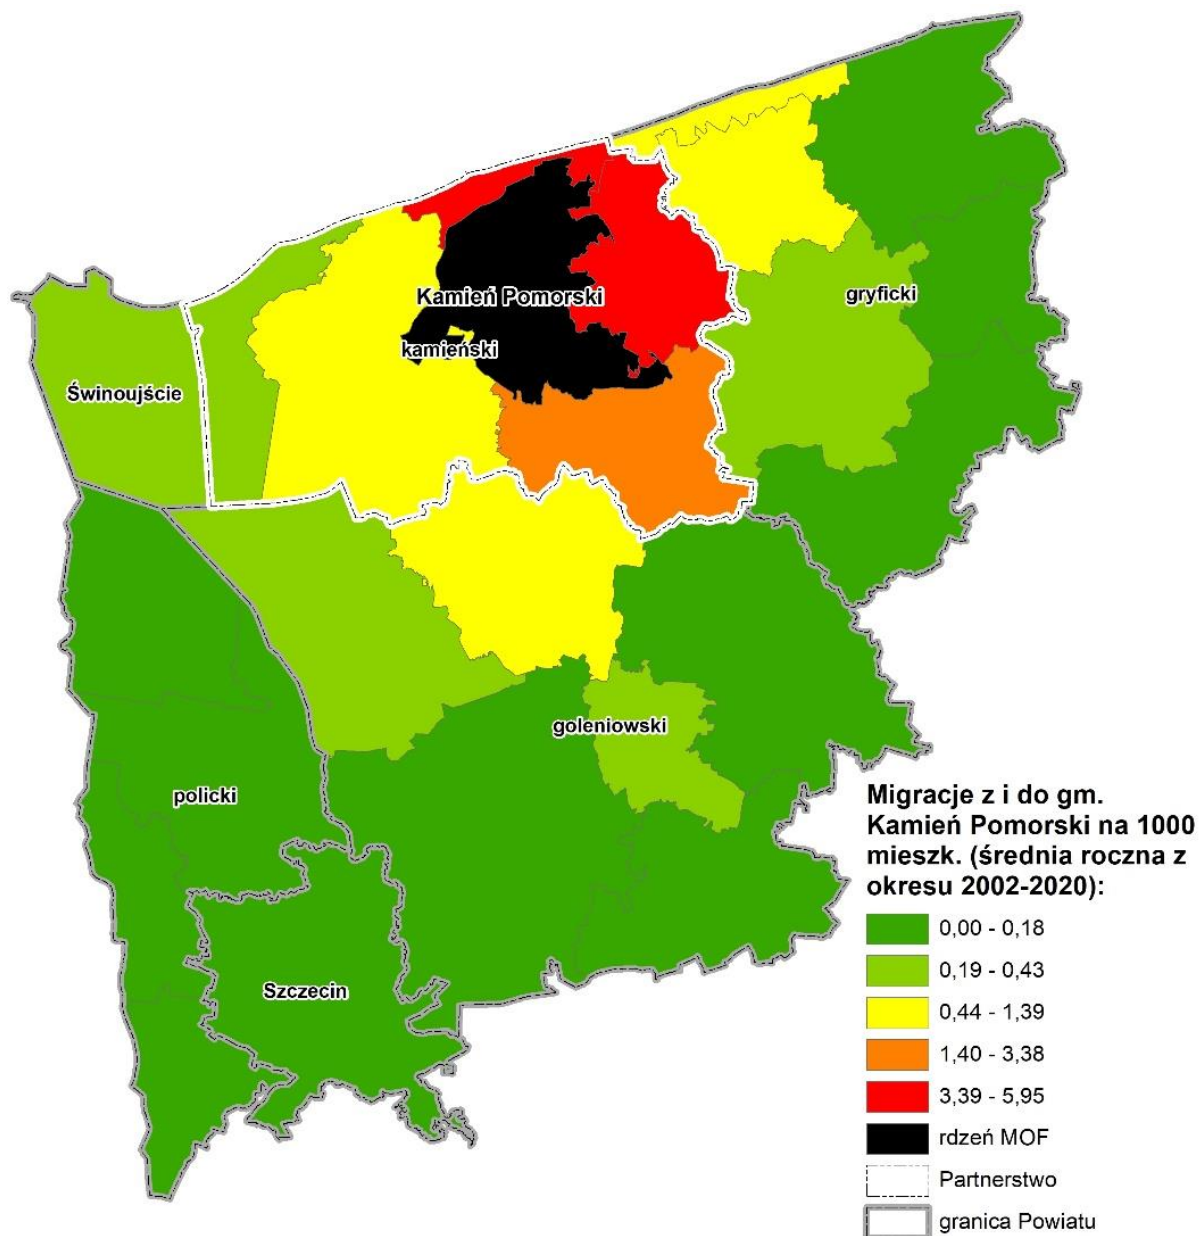 Kamień Pomorski
gryficki
kamieński
Świnoujście
goleniowski
policki
Szczecin
Migracje z i do gm.
Kamień Pomorski na 1000
mieszk. (średnia roczna z
okresu 2002-2020):
0,00 - 0,18
0,19 - 0,43
0,44 - 1,39
1,40 - 3,38
3,39 - 5,95
rdzeń MOF
Partnerstwo
granica Powiatu